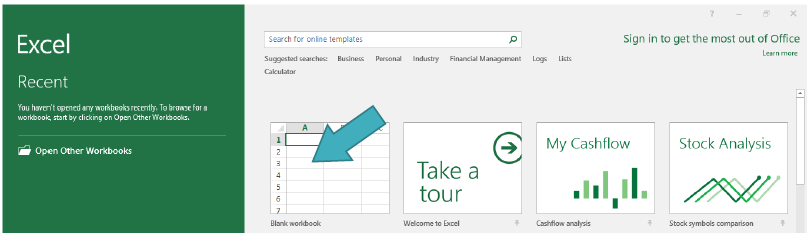 ?
Excel
Recent
You haven't opened any workbooks recently. To browse for a
workbook, start by clicking on Open Other Workbooks.
Open Other Workbooks
Search for online templates
Sign in to get the most out of Office
Learn more
Suggested searches: Business Personal Industry Financial Management Logs Lists
Calculator
A
1
2
3
4
5
6
7
Blank workbook
Take a
tour
Welcome to Excel
My Cashflow
Cashflow analysis
Stock Analysis
Stock symbols comparison